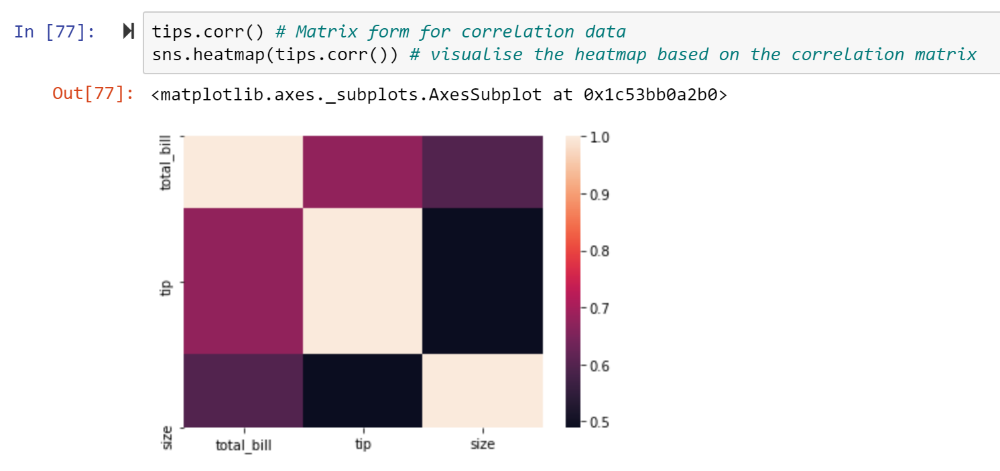 In [77]:
tips.corr() # Matrix form for correlation data
sns.heatmap(tips.corr()) # visualise the heatmap based on the correlation matrix
Out[77]:
<matplotlib.axes._subplots.AxesSubplot at 0x1c53bb0a2b0>
total_bill
tip
size
total_bill
tip
size
1.0
0.9
0.8
0.7
0.6
0.5